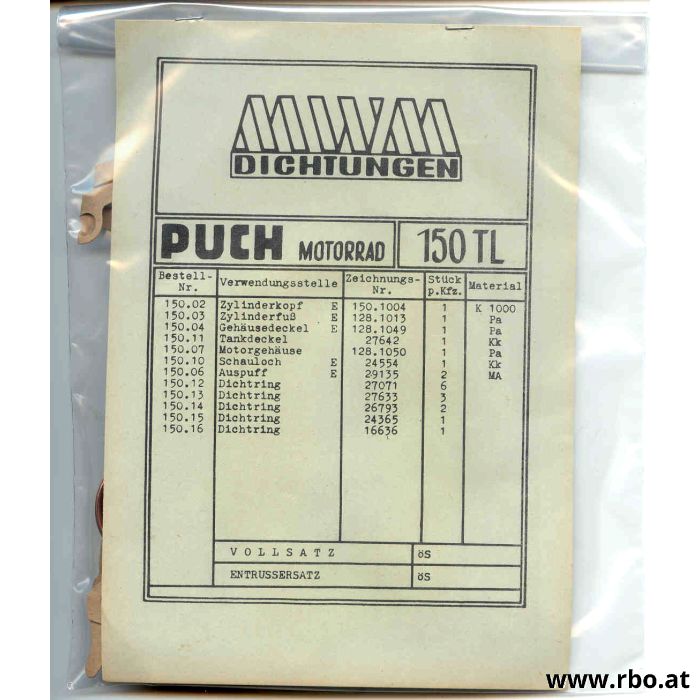 MWM
DICHTUNGEN
PUCH MOTORRAD 150 TL
Bestell- Nr. Verwendungsstelle Zeichnungs- Nr. Stück p.Kfz. Material
150.02 Zylinderkopf E 150.1004 1 K 1000
150.03 Zylinderfuß E 128.1013 1 Pa
150.04 Gehäusedeckel E 128.1049 1 Pa
150.11 Tankdeckel 27642 1 Kk
150.07 Motorgehäuse 128.1050 1 Pa
150.10 Schauloch E 24554 1 Kk
150.06 Auspuff E 29135 2 MA
150.12 Dichtring 27071 6
150.13 Dichtring 27633 3
150.14 Dichtring 26793 2
150.15 Dichtring 24365 1
150.16 Dichtring 16636 1
VOLLSATZ öS
ENTRUSSERSATZ öS
www.rbo.at